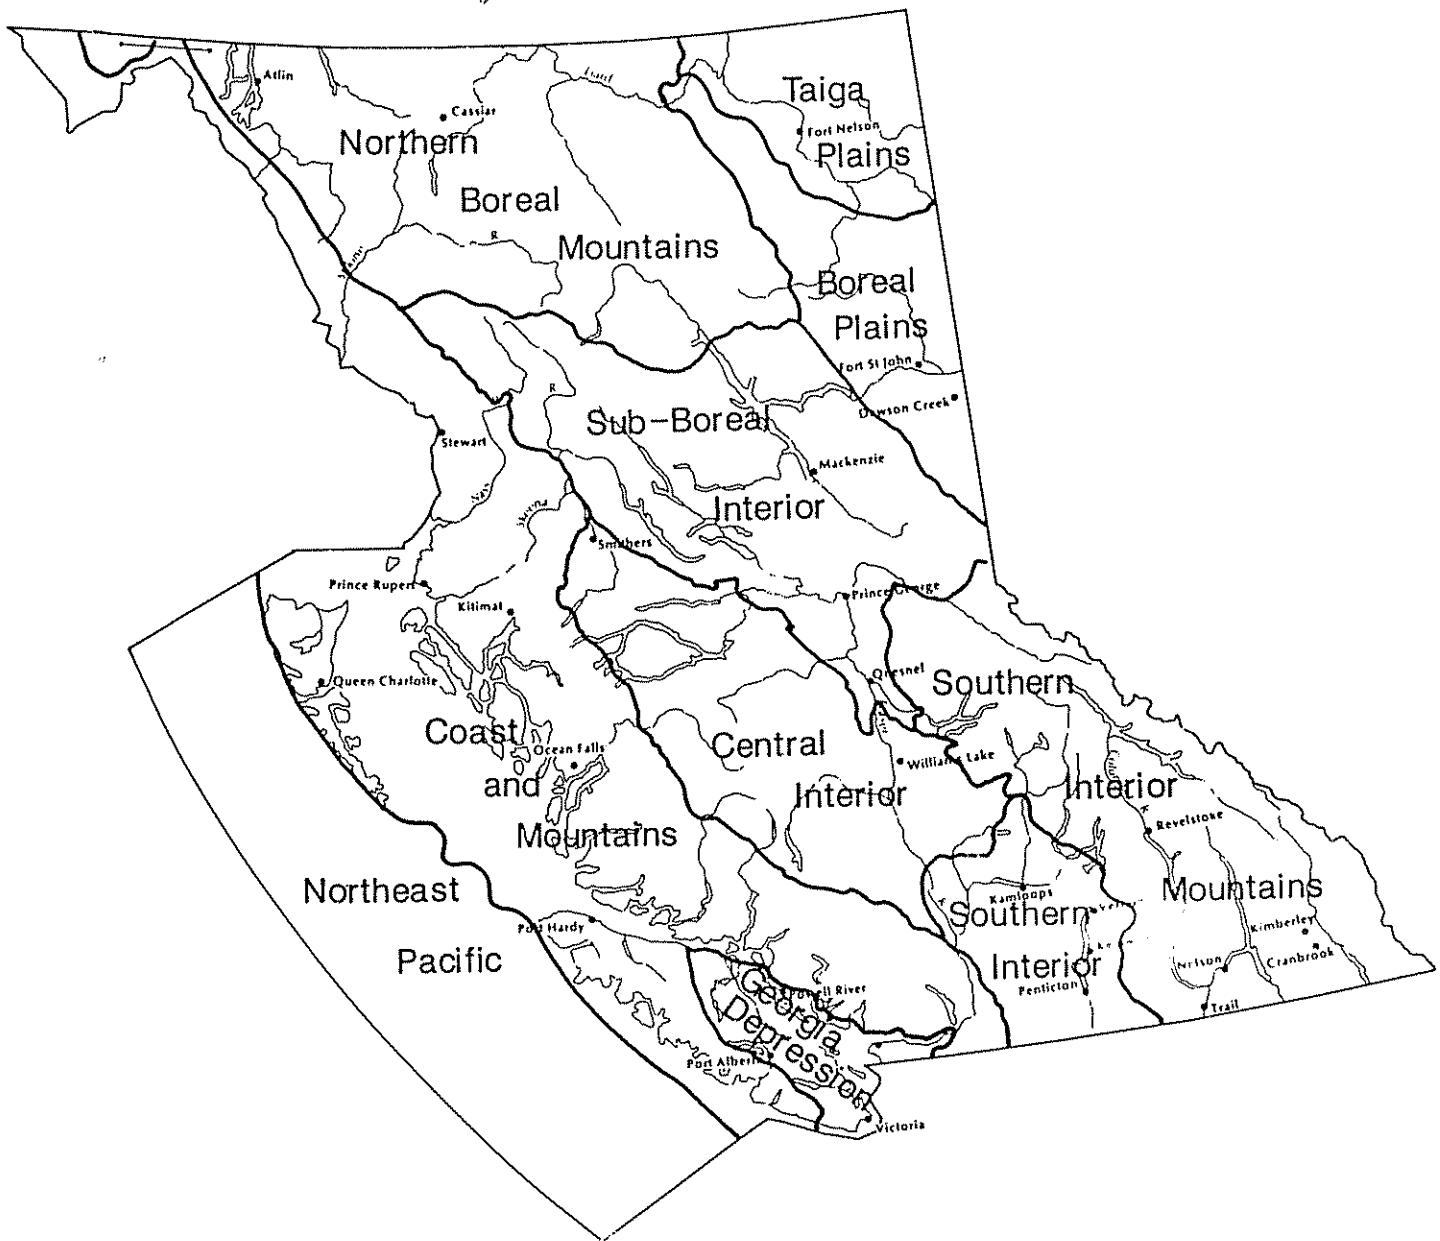 Atlin
Cassiar
Northern
Boreal
Mountains
R
Liard
Taiga
Fort Nelson
Plains
Boreal
Plains
Fort St John
Dawson Creek
Sub-Boreal
R
Mackenzie
Interior
Stewart
Nass
Skeena
Smithers
Prince Rupert
Kitimat
Prince George
Queen Charlotte
Quesnel
Southern
Coast
Ocean Falls
Central
Williams Lake
and
Interior
Interior
Mountains
Revelstoke
Northeast
Kamloops
Mountains
Southern
Port Hardy
Kimberley
Pacific
Interior
Nelson
Cranbrook
Penticton
Trail
Powell River
Georgia
Depression
Port Alberni
Victoria